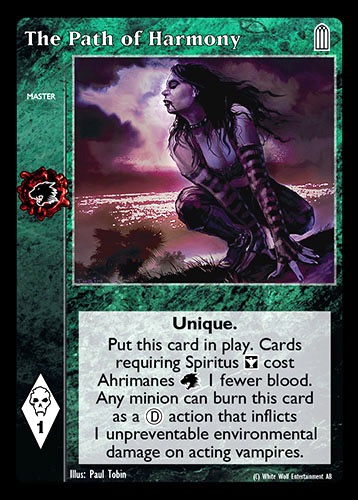 The Path of Harmony
MASTER
Unique.
Put this card in play. Cards
requiring Spiritus cost
Ahrimanes 1 fewer blood.
Any minion can burn this card
as a D action that inflicts
1 unpreventable environmental
damage on acting vampires.
1
Illus: Paul Tobin
(C) White Wolf Entertainment AB